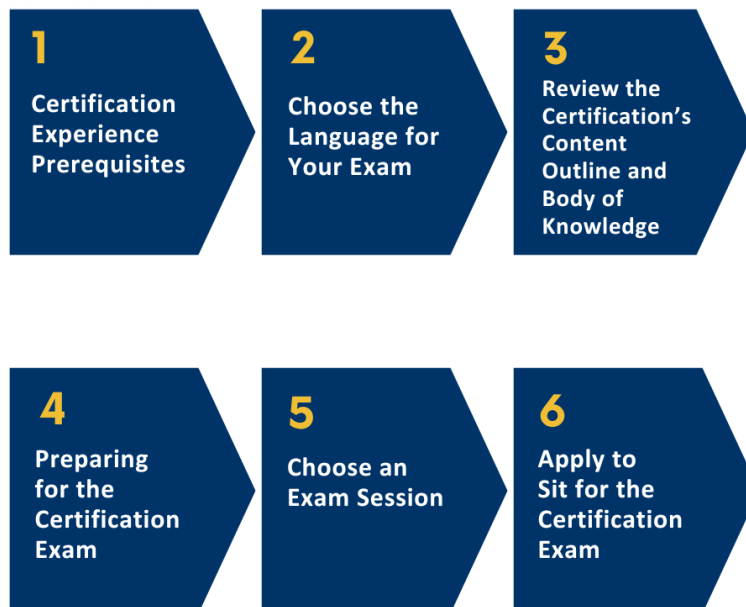 1
Certification
Experience
Prerequisites
2
Choose the
Language for
Your Exam
3
Review the
Certification’s
Content
Outline and
Body of
Knowledge
4
Preparing
for the
Certification
Exam
5
Choose an
Exam Session
6
Apply to
Sit for the
Certification
Exam